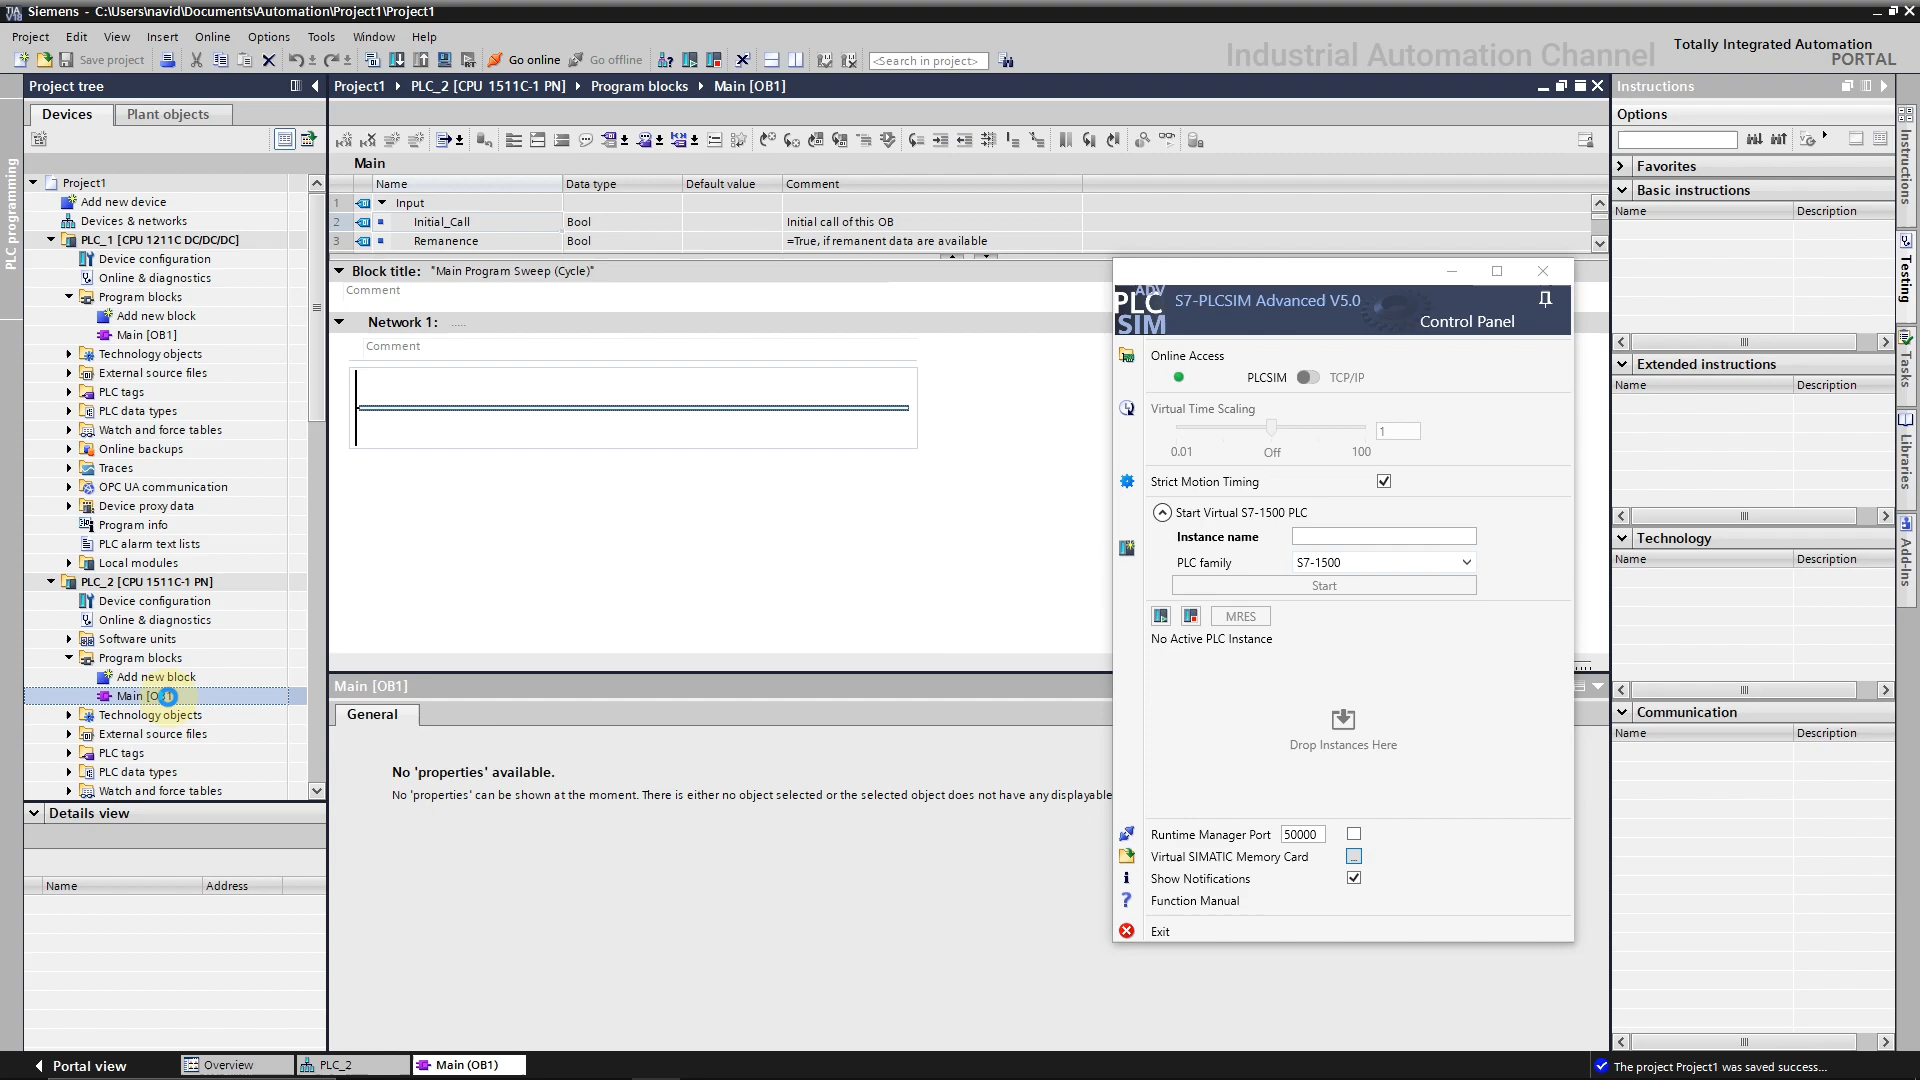 Siemens - C:\Users\navid\Documents\Automation\Project1\Project1
Project Edit View Insert Online Options Tools Window Help
Save project
Go online
Go offline
<Search in project>
Industrial Automation Channel
Totally Integrated Automation
PORTAL
Project tree
Devices
Plant objects
PLC programming
Project1
Add new device
Devices & networks
PLC_1 [CPU 1211C DC/DC/DC]
Device configuration
Online & diagnostics
Program blocks
Add new block
Main [OB1]
Technology objects
External source files
PLC tags
PLC data types
Watch and force tables
Online backups
Traces
OPC UA communication
Device proxy data
Program info
PLC alarm text lists
Local modules
PLC_2 [CPU 1511C-1 PN]
Device configuration
Online & diagnostics
Software units
Program blocks
Add new block
Main [OB1]
Technology objects
External source files
PLC tags
PLC data types
Watch and force tables
Details view
Name Address
Project1 PLC_2 [CPU 1511C-1 PN] Program blocks Main [OB1]
Main
Name Data type Default value Comment
1 Input
2 Initial_Call Bool Initial call of this OB
3 Remanence Bool =True, if remanent data are available
Block title: "Main Program Sweep (Cycle)"
Comment
Network 1: .....
Comment
Main [OB1]
General
No 'properties' available.
No 'properties' can be shown at the moment. There is either no object selected or the selected object does not have any displayable
ADV
PLC
SIM
S7-PLCSIM Advanced V5.0
Control Panel
Online Access
PLCSIM TCP/IP
Virtual Time Scaling
1
0.01 Off 100
Strict Motion Timing
Start Virtual S7-1500 PLC
Instance name
PLC family S7-1500
Start
MRES
No Active PLC Instance
Drop Instances Here
Runtime Manager Port 50000
Virtual SIMATIC Memory Card ...
Show Notifications
Function Manual
Exit
Instructions
Options
Favorites
Basic instructions
Name Description
Extended instructions
Name Description
Technology
Name Description
Communication
Name Description
Instructions
Testing
Tasks
Libraries
Add-Ins
Portal view
Overview
PLC_2
Main (OB1)
The project Project1 was saved success...